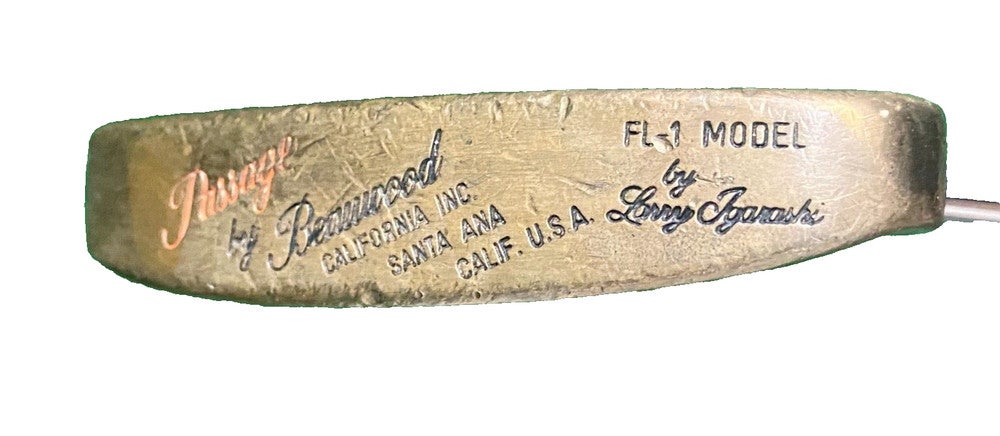 Passage
by Beauwood
CALIFORNIA INC.
SANTA ANA
CALIF. U.S.A.
FL-1 MODEL
by
Larry Igarashi